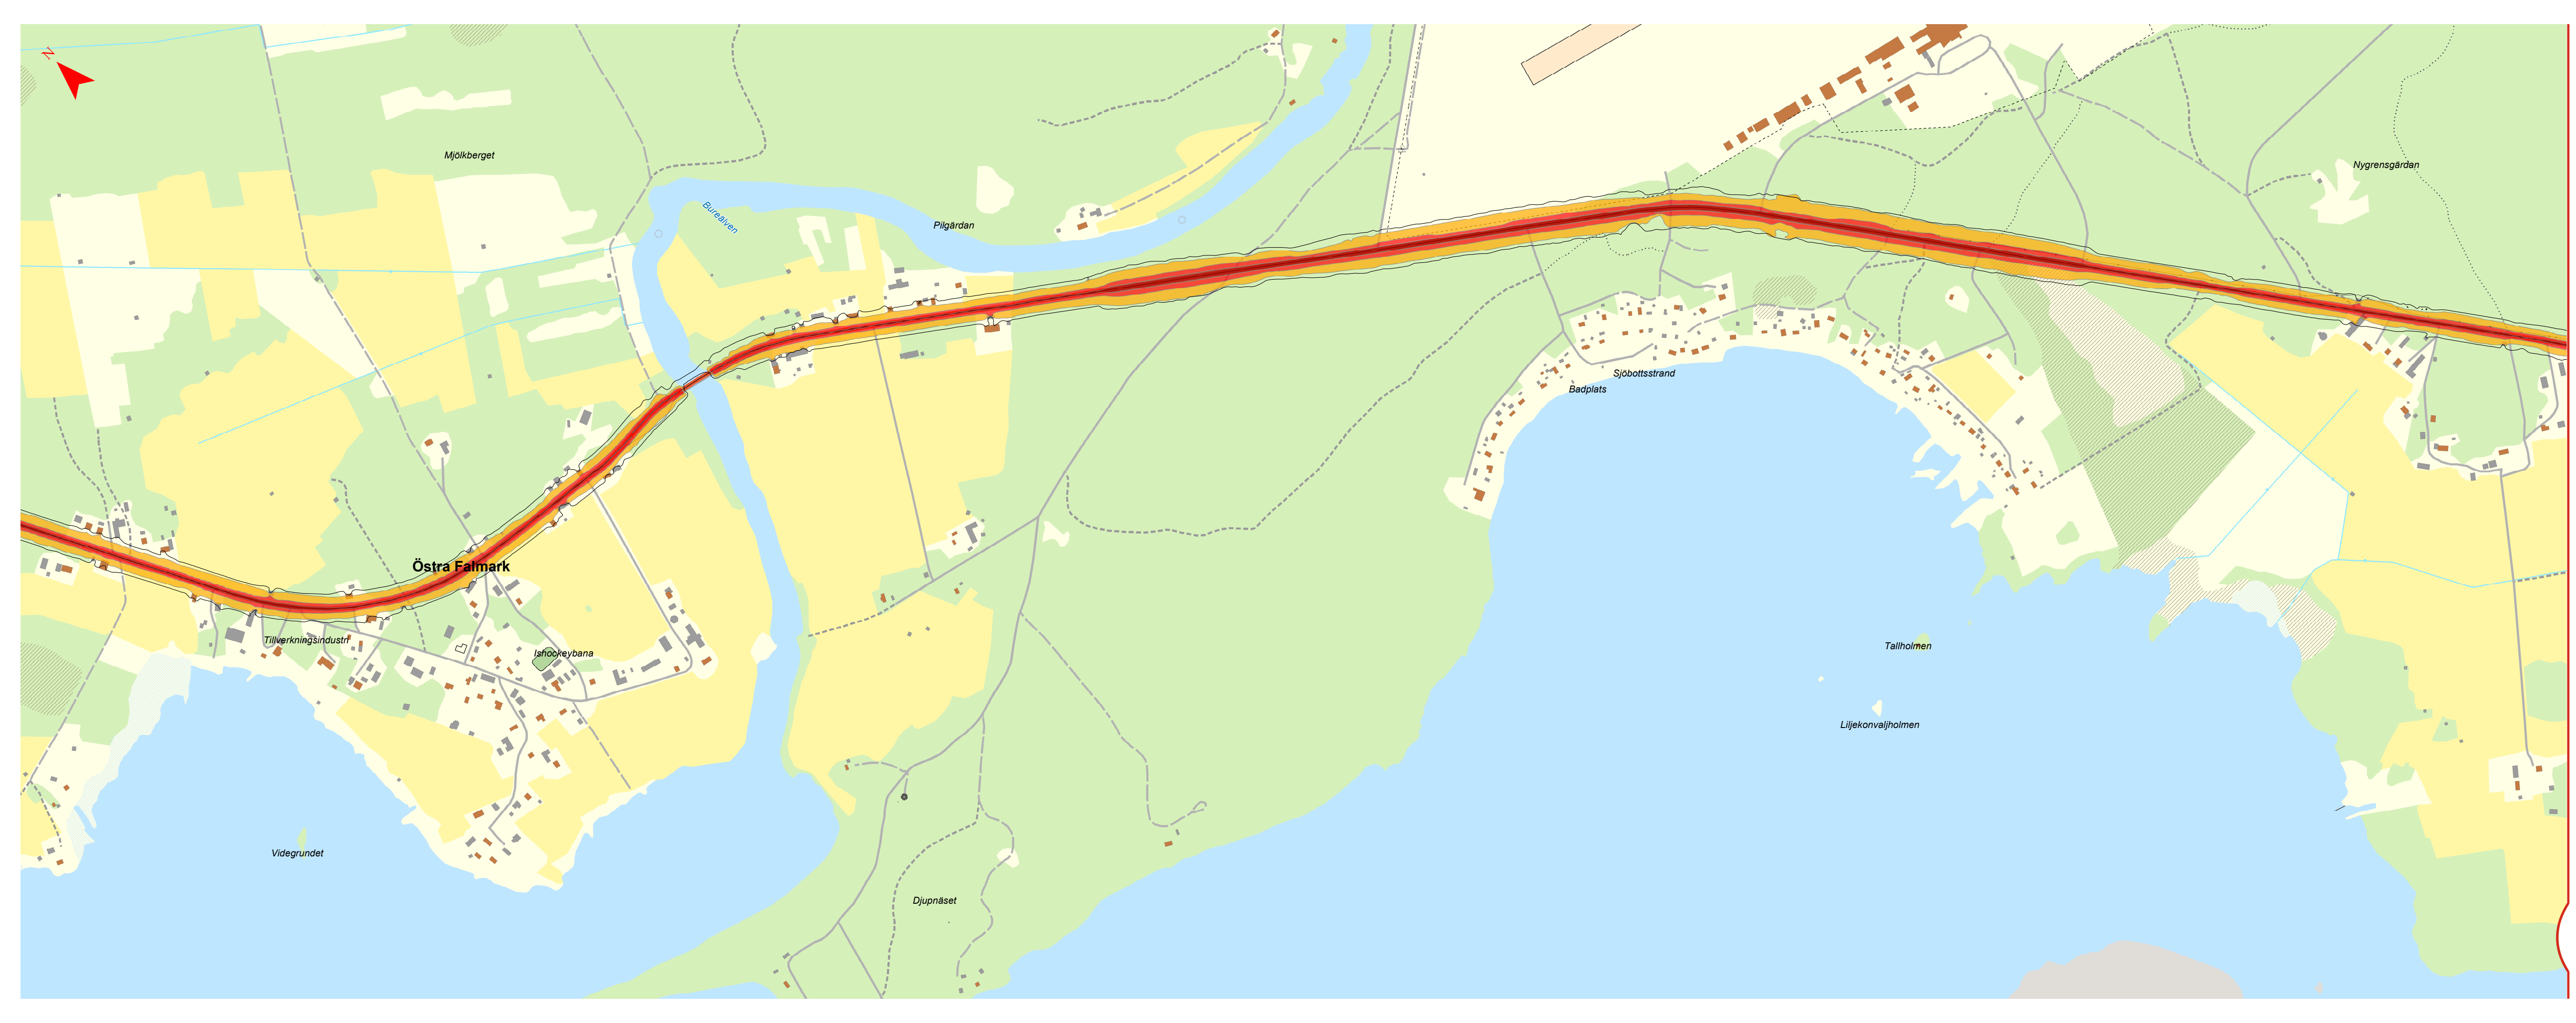 N
Mjölkberget
Nygrensgärdan
Bureälven
Pilgärdan
Sjöbottsstrand
Badplats
Östra Falmark
Tillverkningsindustri
Ishockeybana
Tallholmen
Liljekonvaljholmen
Videgrundet
Djupnäset